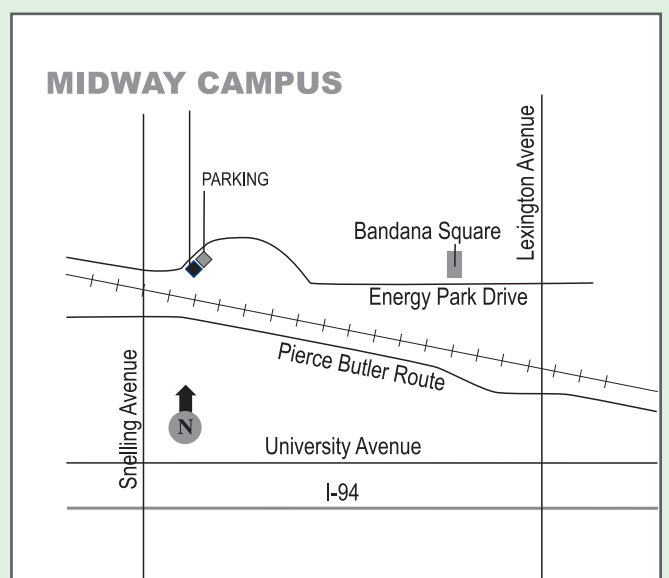 MIDWAY CAMPUS
Lexington Avenue
PARKING
Bandana Square
Energy Park Drive
Pierce Butler Route
Snelling Avenue
N
University Avenue
I-94